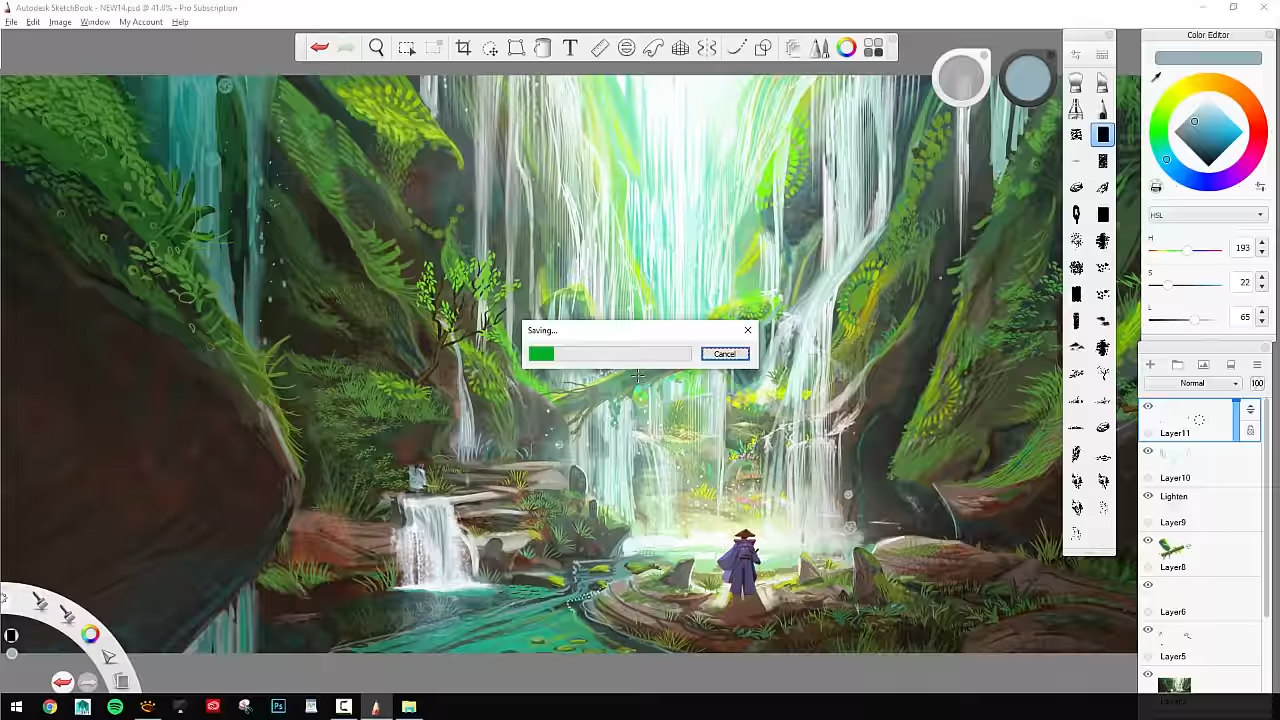 Autodesk SketchBook - NEW14.psd @ 41.0% - Pro Subscription
File Edit Image Window My Account Help
T
Color Editor
HSL
H 193
S 22
L 65
Saving...
Cancel
Normal 100
Layer11
Layer10
Lighten
Layer9
Layer8
Layer6
Layer5
Ps